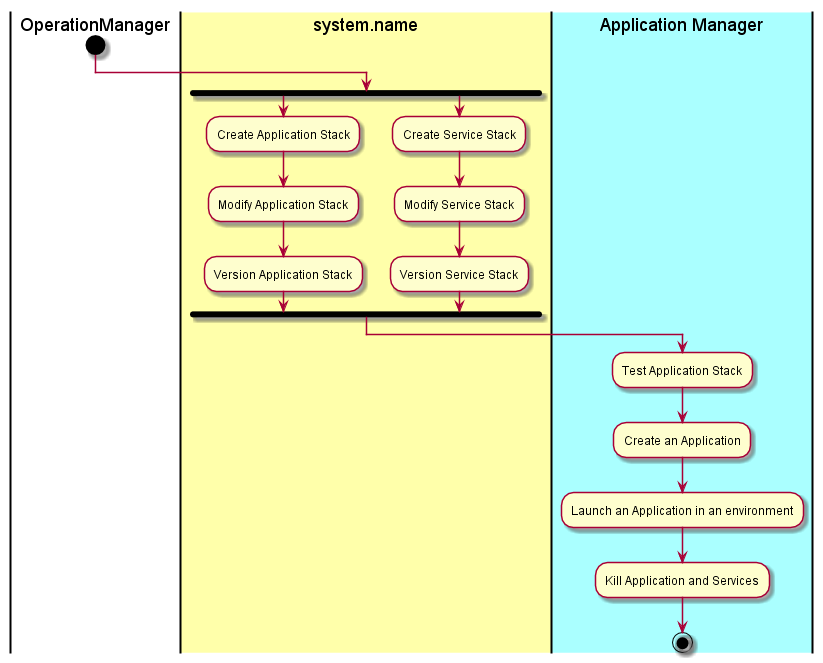 OperationManager
system.name
Application Manager
Create Application Stack
Create Service Stack
Modify Application Stack
Modify Service Stack
Version Application Stack
Version Service Stack
Test Application Stack
Create an Application
Launch an Application in an environment
Kill Application and Services